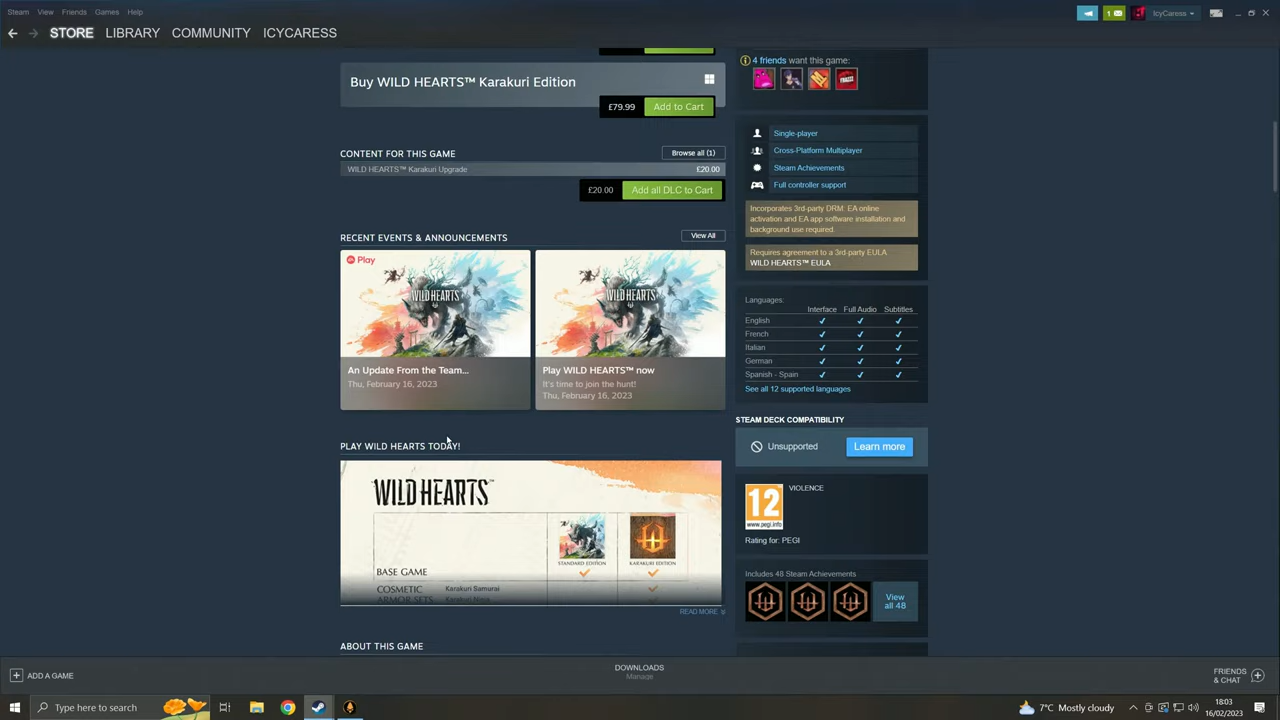 Steam View Friends Games Help
1
IcyCaress
STORE LIBRARY COMMUNITY ICYCARESS
Buy WILD HEARTS™ Karakuri Edition
£79.99 Add to Cart
CONTENT FOR THIS GAME
Browse all (1)
WILD HEARTS™ Karakuri Upgrade £20.00
£20.00 Add all DLC to Cart
RECENT EVENTS & ANNOUNCEMENTS
View All
Play
WILD HEARTS
An Update From the Team...
Thu, February 16, 2023
WILD HEARTS
Play WILD HEARTS™ now
It's time to join the hunt!
Thu, February 16, 2023
PLAY WILD HEARTS TODAY!
WILD HEARTS™
STANDARD EDITION
KARAKURI EDITION
BASE GAME
COSMETIC
ARMOR SETS
Karakuri Samurai
Karakuri Ninja
READ MORE
ABOUT THIS GAME
4 friends want this game:
Single-player
Cross-Platform Multiplayer
Steam Achievements
Full controller support
Incorporates 3rd-party DRM: EA online
activation and EA app software installation and
background use required.
Requires agreement to a 3rd-party EULA
WILD HEARTS™ EULA
Languages:
Interface Full Audio Subtitles
English ✔ ✔ ✔
French ✔ ✔ ✔
Italian ✔ ✔ ✔
German ✔ ✔ ✔
Spanish - Spain ✔ ✔ ✔
See all 12 supported languages
STEAM DECK COMPATIBILITY
Unsupported
Learn more
12
www.pegi.info
VIOLENCE
Rating for: PEGI
Includes 48 Steam Achievements
View
all 48
ADD A GAME
DOWNLOADS
Manage
FRIENDS
& CHAT
Type here to search
7°C Mostly cloudy
18:03
16/02/2023